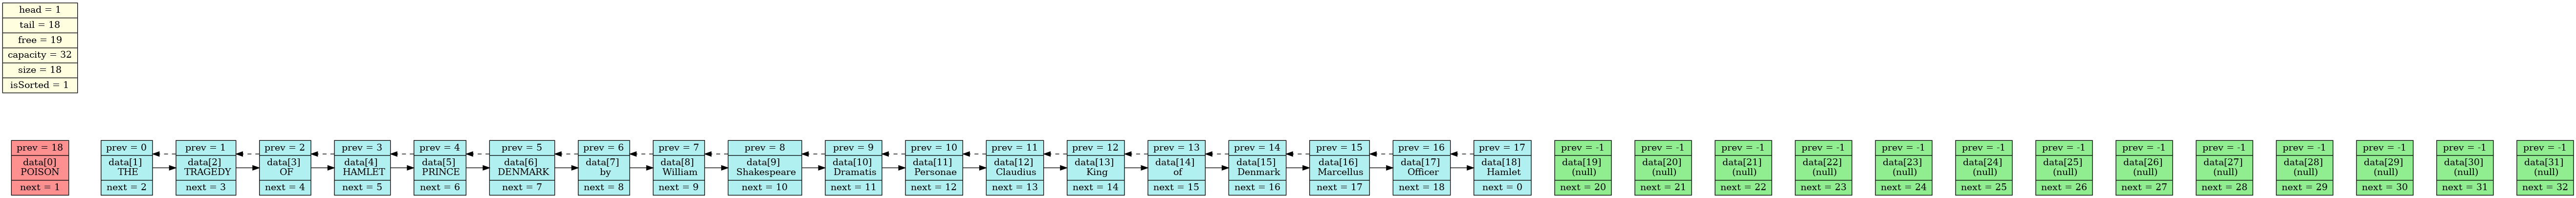 head = 1
tail = 18
free = 19
capacity = 32
size = 18
isSorted = 1
prev = 18
data[0]
POISON
next = 1
prev = 0
data[1]
THE
next = 2
prev = 1
data[2]
TRAGEDY
next = 3
prev = 2
data[3]
OF
next = 4
prev = 3
data[4]
HAMLET
next = 5
prev = 4
data[5]
PRINCE
next = 6
prev = 5
data[6]
DENMARK
next = 7
prev = 6
data[7]
by
next = 8
prev = 7
data[8]
William
next = 9
prev = 8
data[9]
Shakespeare
next = 10
prev = 9
data[10]
Dramatis
next = 11
prev = 10
data[11]
Personae
next = 12
prev = 11
data[12]
Claudius
next = 13
prev = 12
data[13]
King
next = 14
prev = 13
data[14]
of
next = 15
prev = 14
data[15]
Denmark
next = 16
prev = 15
data[16]
Marcellus
next = 17
prev = 16
data[17]
Officer
next = 18
prev = 17
data[18]
Hamlet
next = 0
prev = -1
data[19]
(null)
next = 20
prev = -1
data[20]
(null)
next = 21
prev = -1
data[21]
(null)
next = 22
prev = -1
data[22]
(null)
next = 23
prev = -1
data[23]
(null)
next = 24
prev = -1
data[24]
(null)
next = 25
prev = -1
data[25]
(null)
next = 26
prev = -1
data[26]
(null)
next = 27
prev = -1
data[27]
(null)
next = 28
prev = -1
data[28]
(null)
next = 29
prev = -1
data[29]
(null)
next = 30
prev = -1
data[30]
(null)
next = 31
prev = -1
data[31]
(null)
next = 32